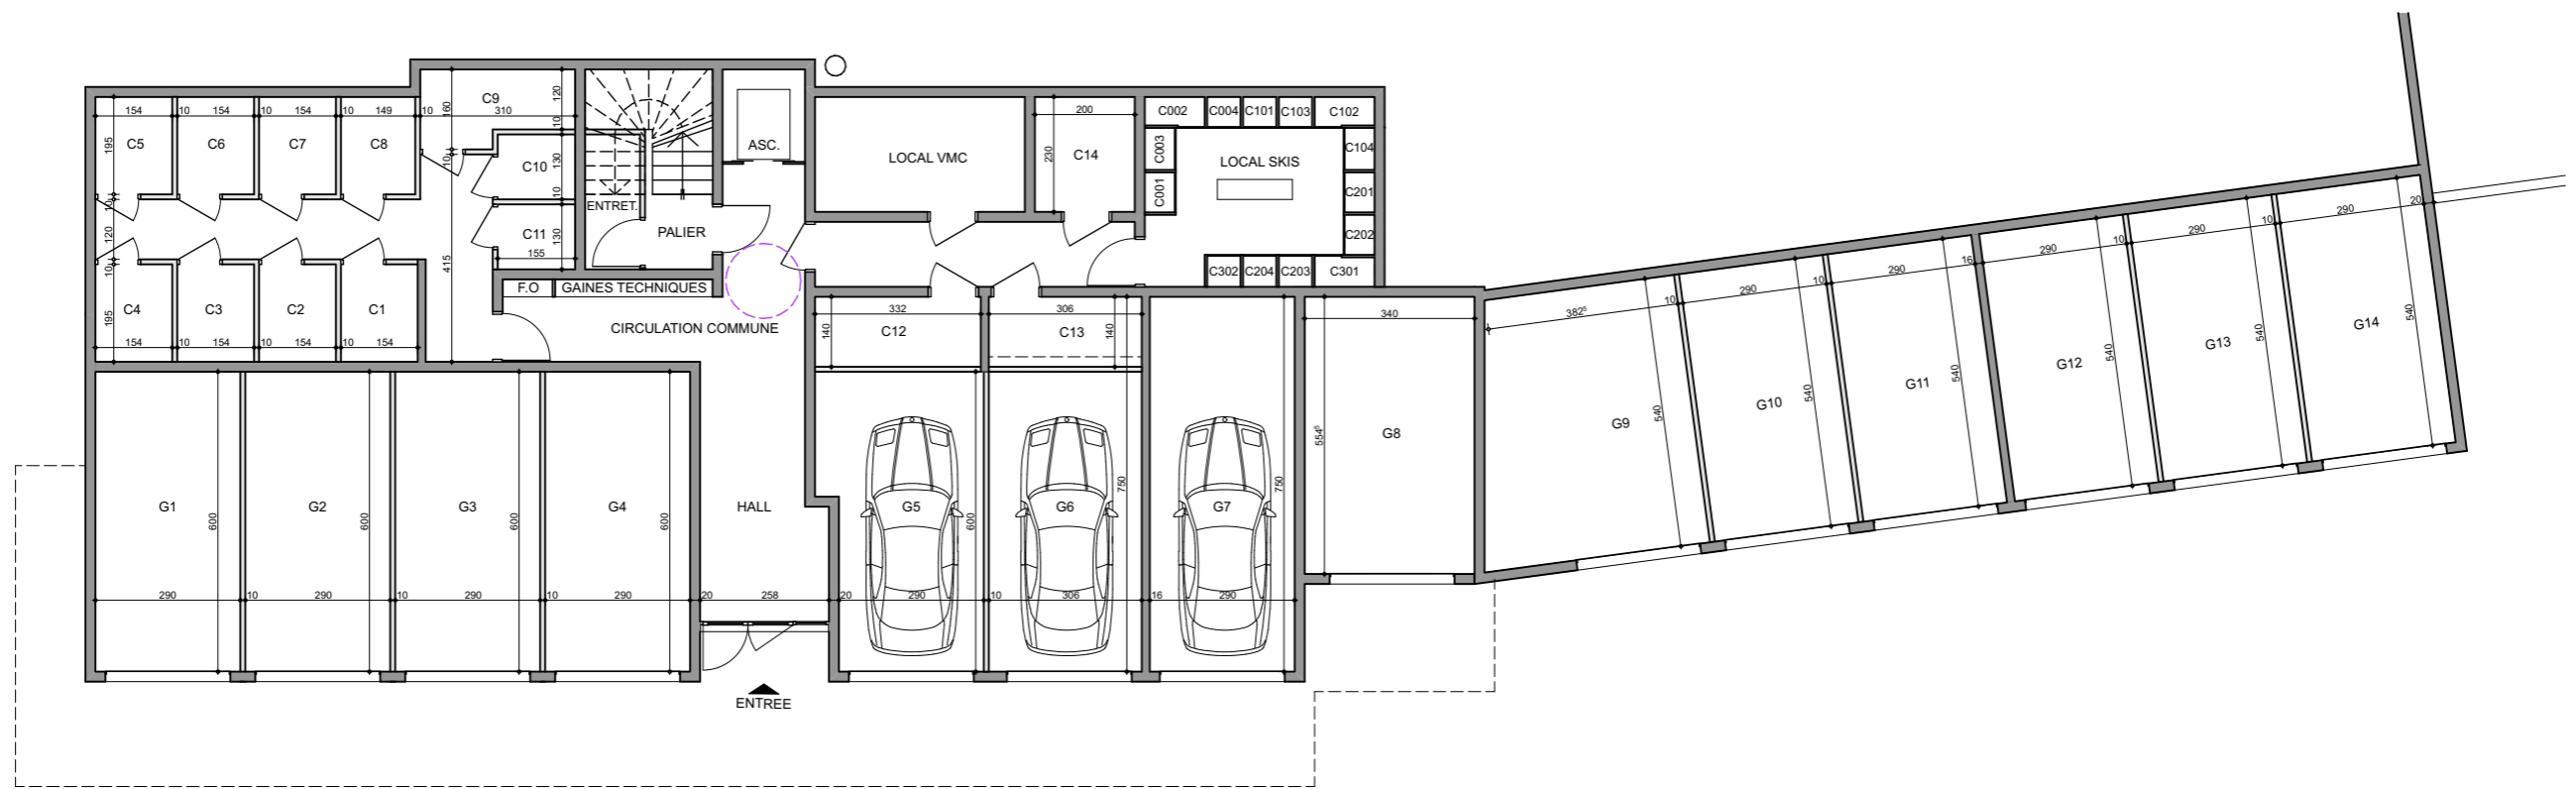 C9
160
10
310
120
10
154
10
154
10
154
10
149
10
195
C5
C6
C7
C8
10
C10
130
10
C11
130
155
10
120
10
415
C4
C3
C2
C1
195
154
10
154
10
154
10
154
ENTRET.
PALIER
ASC.
F.O
GAINES TECHNIQUES
CIRCULATION COMMUNE
LOCAL VMC
200
230
C14
C002
C004
C101
C103
C102
C003
C001
LOCAL SKIS
C104
C201
C202
C302
C204
C203
C301
332
140
C12
306
140
C13
340
554⁵
G8
G1
600
290
10
G2
600
290
10
G3
600
290
10
G4
600
290
20
HALL
258
20
ENTREE
G5
600
290
10
G6
750
306
16
G7
750
290
382⁵
10
290
10
290
16
290
10
290
10
290
20
G9
540
G10
540
G11
540
G12
540
G13
540
G14
540